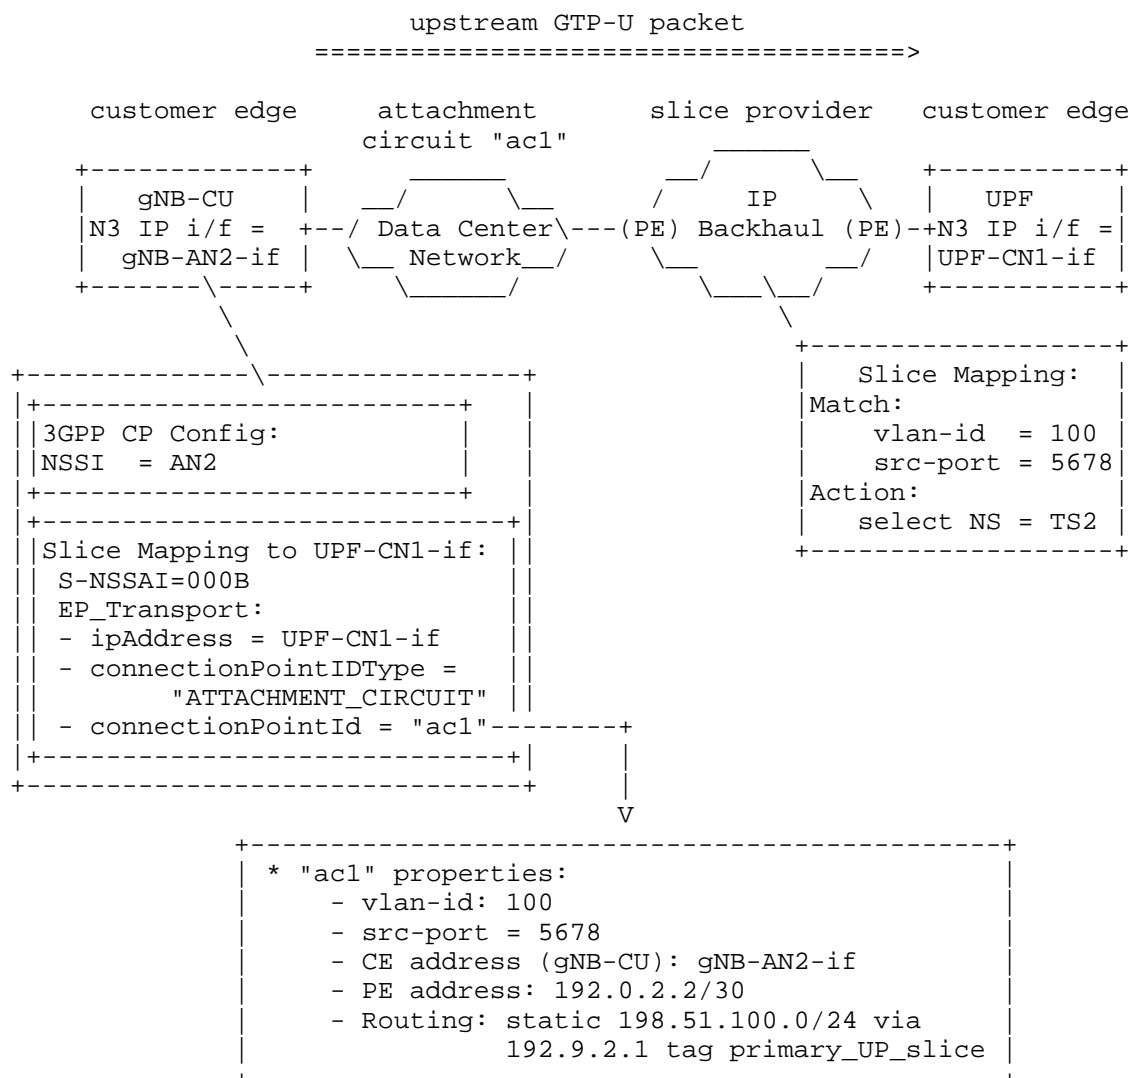 upstream GTP-U packet
=====================================>
customer edge attachment slice provider customer edge
circuit "ac1"
gNB-CU IP UPF
N3 IP i/f = Data Center (PE) Backhaul (PE) N3 IP i/f =
gNB-AN2-if Network UPF-CN1-if
Slice Mapping:
Match:
3GPP CP Config: vlan-id = 100
NSSI = AN2 src-port = 5678
Action:
select NS = TS2
Slice Mapping to UPF-CN1-if:
S-NSSAI=000B
EP_Transport:
- ipAddress = UPF-CN1-if
- connectionPointIDType =
"ATTACHMENT_CIRCUIT"
- connectionPointId = "ac1"
V
* "ac1" properties:
- vlan-id: 100
- src-port = 5678
- CE address (gNB-CU): gNB-AN2-if
- PE address: 192.0.2.2/30
- Routing: static 198.51.100.0/24 via
192.9.2.1 tag primary_UP_slice